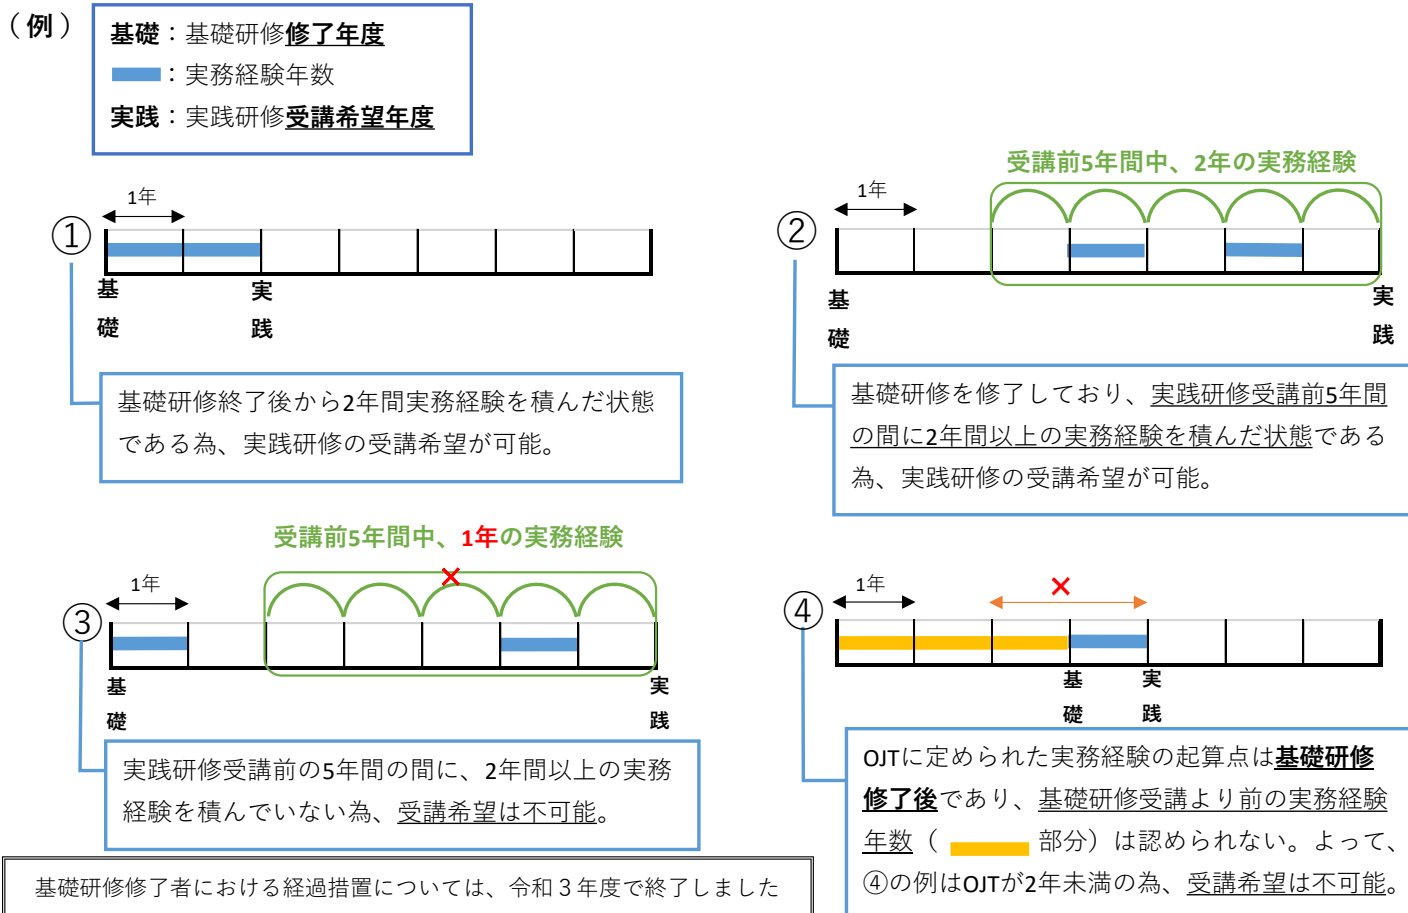 （例）
基礎：基礎研修修了年度
：実務経験年数
実践：実践研修受講希望年度
1年
①
基礎
実践
基礎研修終了後から2年間実務経験を積んだ状態
である為、実践研修の受講希望が可能。
受講前5年間中、2年の実務経験
1年
②
基礎
実践
基礎研修を修了しており、実践研修受講前5年間
の間に2年間以上の実務経験を積んだ状態である
為、実践研修の受講希望が可能。
受講前5年間中、1年の実務経験
×
1年
③
基礎
実践
実践研修受講前の5年間の間に、2年間以上の実務
経験を積んでいない為、受講希望は不可能。
×
1年
④
基礎
実践
OJTに定められた実務経験の起算点は基礎研修
修了後であり、基礎研修受講より前の実務経験
年数（ 部分）は認められない。よって、
④の例はOJTが2年未満の為、受講希望は不可能。
基礎研修修了者における経過措置については、令和３年度で終了しました